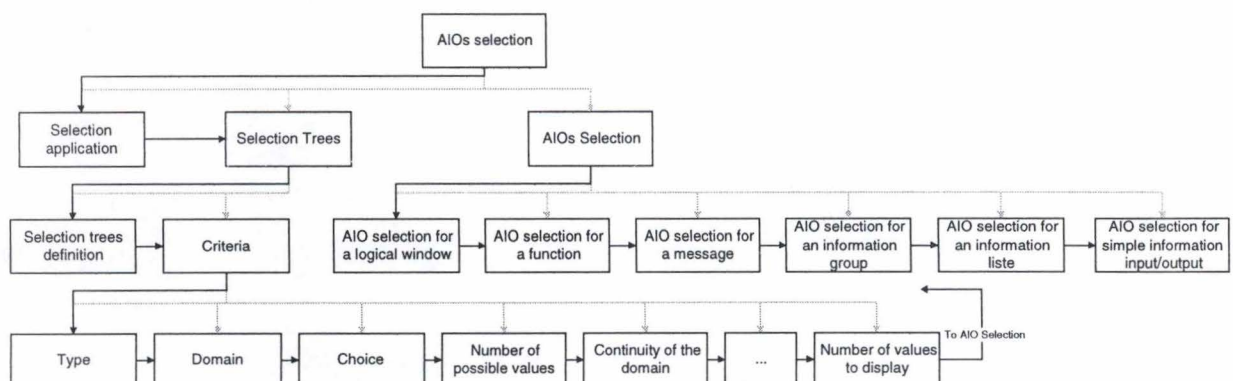 AIOs selection
Selection
application
Selection Trees
AIOs Selection
Selection trees
definition
Criteria
AIO selection for
a logical window
AIO selection for
a function
AIO selection for
a message
AIO selection for
an information
group
AIO selection for
an information
liste
AIO selection for
simple information
input/output
Type
Domain
Choice
Number of
possible values
Continuity of the
domain
...
Number of values
to display
To AIO Selection